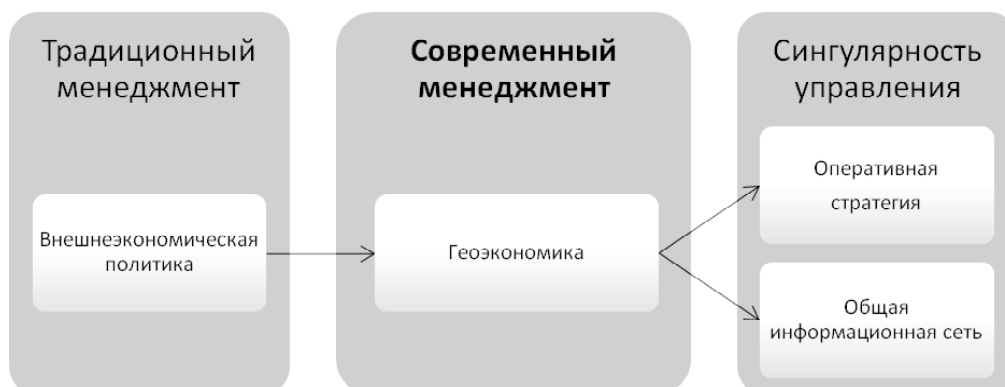 Традиционный
менеджмент
Внешнеэкономическая
политика
Современный
менеджмент
Геоэкономика
Сингулярность
управления
Оперативная
стратегия
Общая
информационная сеть